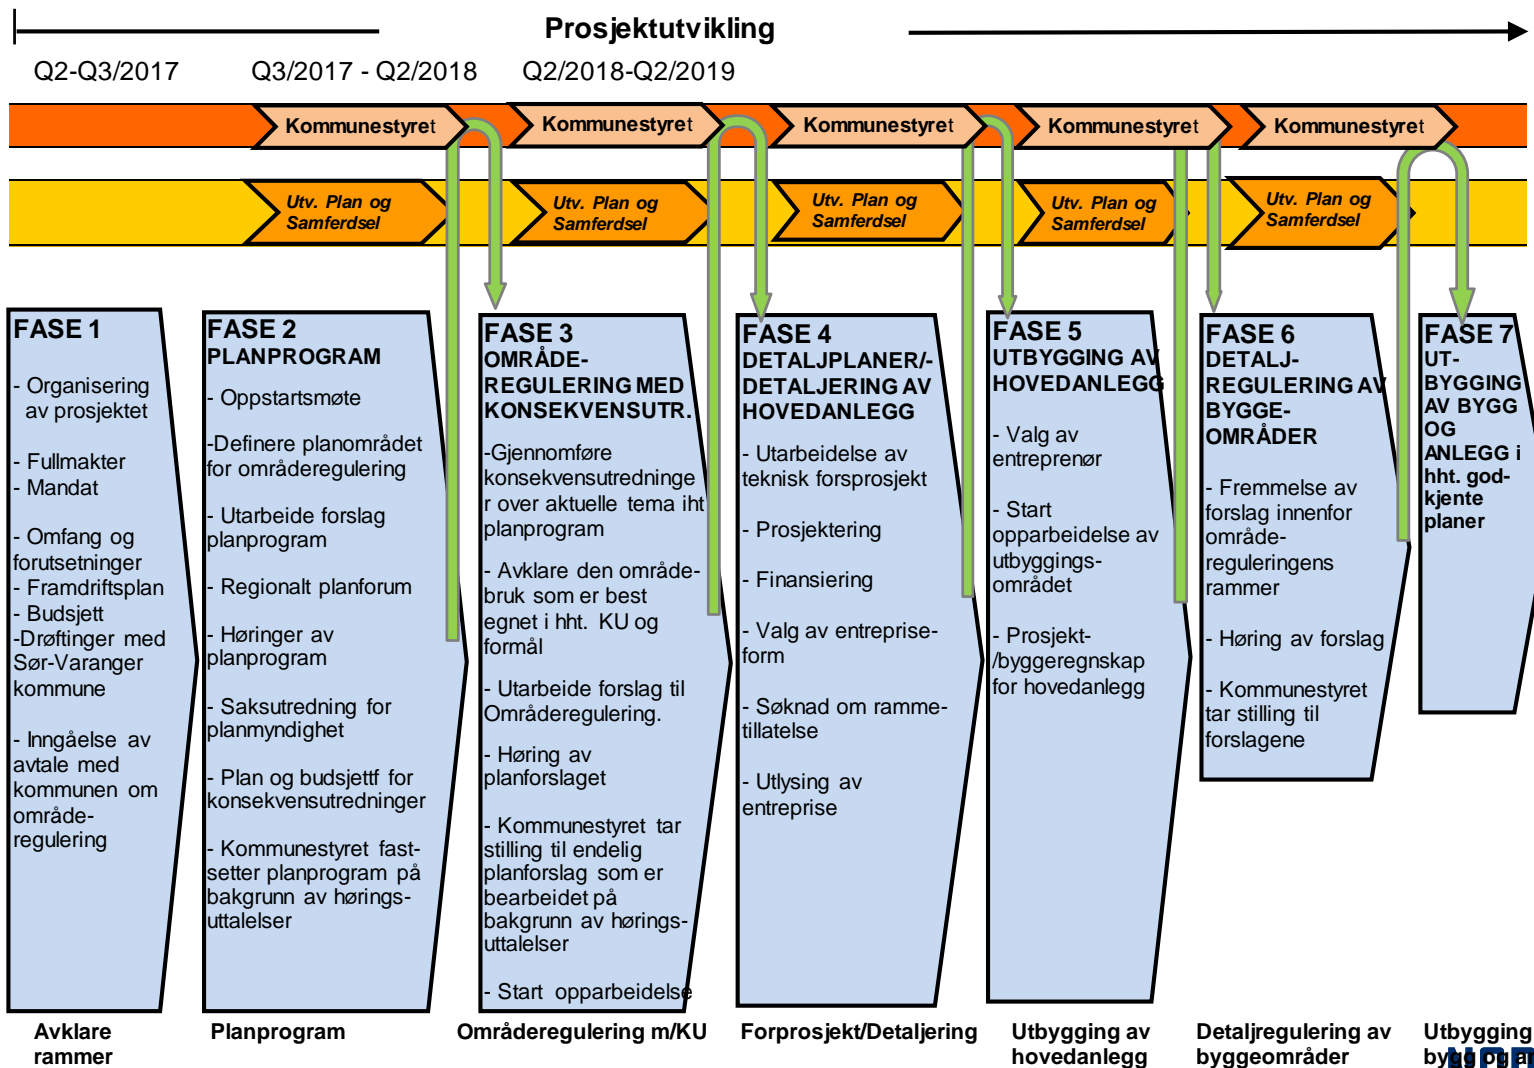 Prosjektutvikling
Q2-Q3/2017
Q3/2017 - Q2/2018
Q2/2018-Q2/2019
Kommunestyret
Kommunestyret
Kommunestyret
Kommunestyret
Kommunestyret
Utv. Plan og
Samferdsel
Utv. Plan og
Samferdsel
Utv. Plan og
Samferdsel
Utv. Plan og
Samferdsel
Utv. Plan og
Samferdsel
FASE 1
- Organisering
av prosjektet
- Fullmakter
- Mandat
- Omfang og
forutsetninger
- Framdriftsplan
- Budsjett
-Drøftinger med
Sør-Varanger
kommune
- Inngåelse av
avtale med
kommunen om
område-
regulering
FASE 2
PLANPROGRAM
- Oppstartsmøte
-Definere planområdet
for områderegulering
- Utarbeide forslag
planprogram
- Regionalt planforum
- Høringer av
planprogram
- Saksutredning for
planmyndighet
- Plan og budsjettf for
konsekvensutredninger
- Kommunestyret fast-
setter planprogram på
bakgrunn av hørings-
uttalelser
FASE 3
OMRÅDE-
REGULERING MED
KONSEKVENSUTR.
-Gjennomføre
konsekvensutredninge
r over aktuelle tema iht
planprogram
- Avklare den område-
bruk som er best
egnet i hht. KU og
formål
- Utarbeide forslag til
Områderegulering.
- Høring av
planforslaget
- Kommunestyret tar
stilling til endelig
planforslag som er
bearbeidet på
bakgrunn av hørings-
uttalelser
- Start opparbeidelse
FASE 4
DETALJPLANER/-
DETALJERING AV
HOVEDANLEGG
- Utarbeidelse av
teknisk forsprosjekt
- Prosjektering
- Finansiering
- Valg av entreprise-
form
- Søknad om ramme-
tillatelse
- Utlysing av
entreprise
FASE 5
UTBYGGING AV
HOVEDANLEGG
- Valg av
entreprenør
- Start
opparbeidelse av
utbyggings-
området
- Prosjekt-
/byggeregnskap
for hovedanlegg
FASE 6
DETALJ-
REGULERING AV
BYGGE-
OMRÅDER
- Fremmelse av
forslag innenfor
område-
reguleringens
rammer
- Høring av forslag
- Kommunestyret
tar stilling til
forslagene
FASE 7
UT-
BYGGING
AV BYGG
OG
ANLEGG i
hht. god-
kjente
planer
Avklare
rammer
Planprogram
Områderegulering m/KU
Forprosjekt/Detaljering
Utbygging av
hovedanlegg
Detaljregulering av
byggeområder
Utbygging
bygg og an